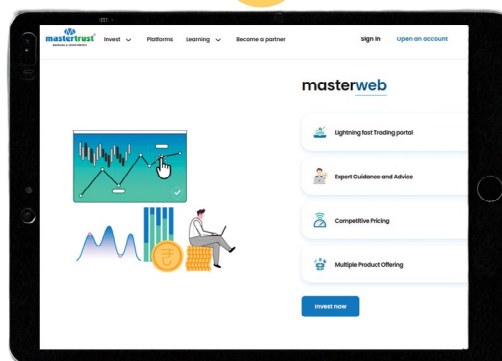 mastertrust
Invest
Platforms
Learning
Become a partner
Sign in
Open an account
masterweb
Lightning fast Trading portal
Expert Guidance and Advice
Competitive Pricing
Multiple Product Offering
Invest now